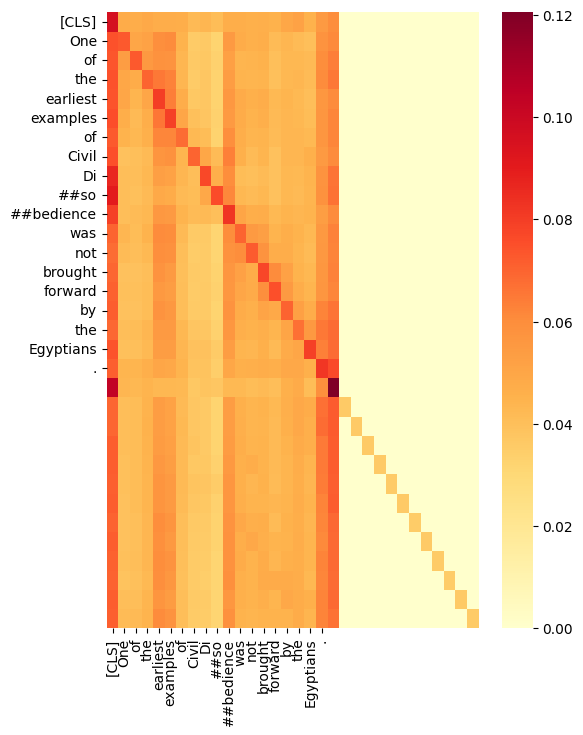 [CLS]
One
of
the
earliest
examples
of
Civil
Di
##so
##bedience
was
not
brought
forward
by
the
Egyptians
.
[CLS]
One
of
the
earliest
examples
of
Civil
Di
##so
##bedience
was
not
brought
forward
by
the
Egyptians
.
0.12
0.10
0.08
0.06
0.04
0.02
0.00